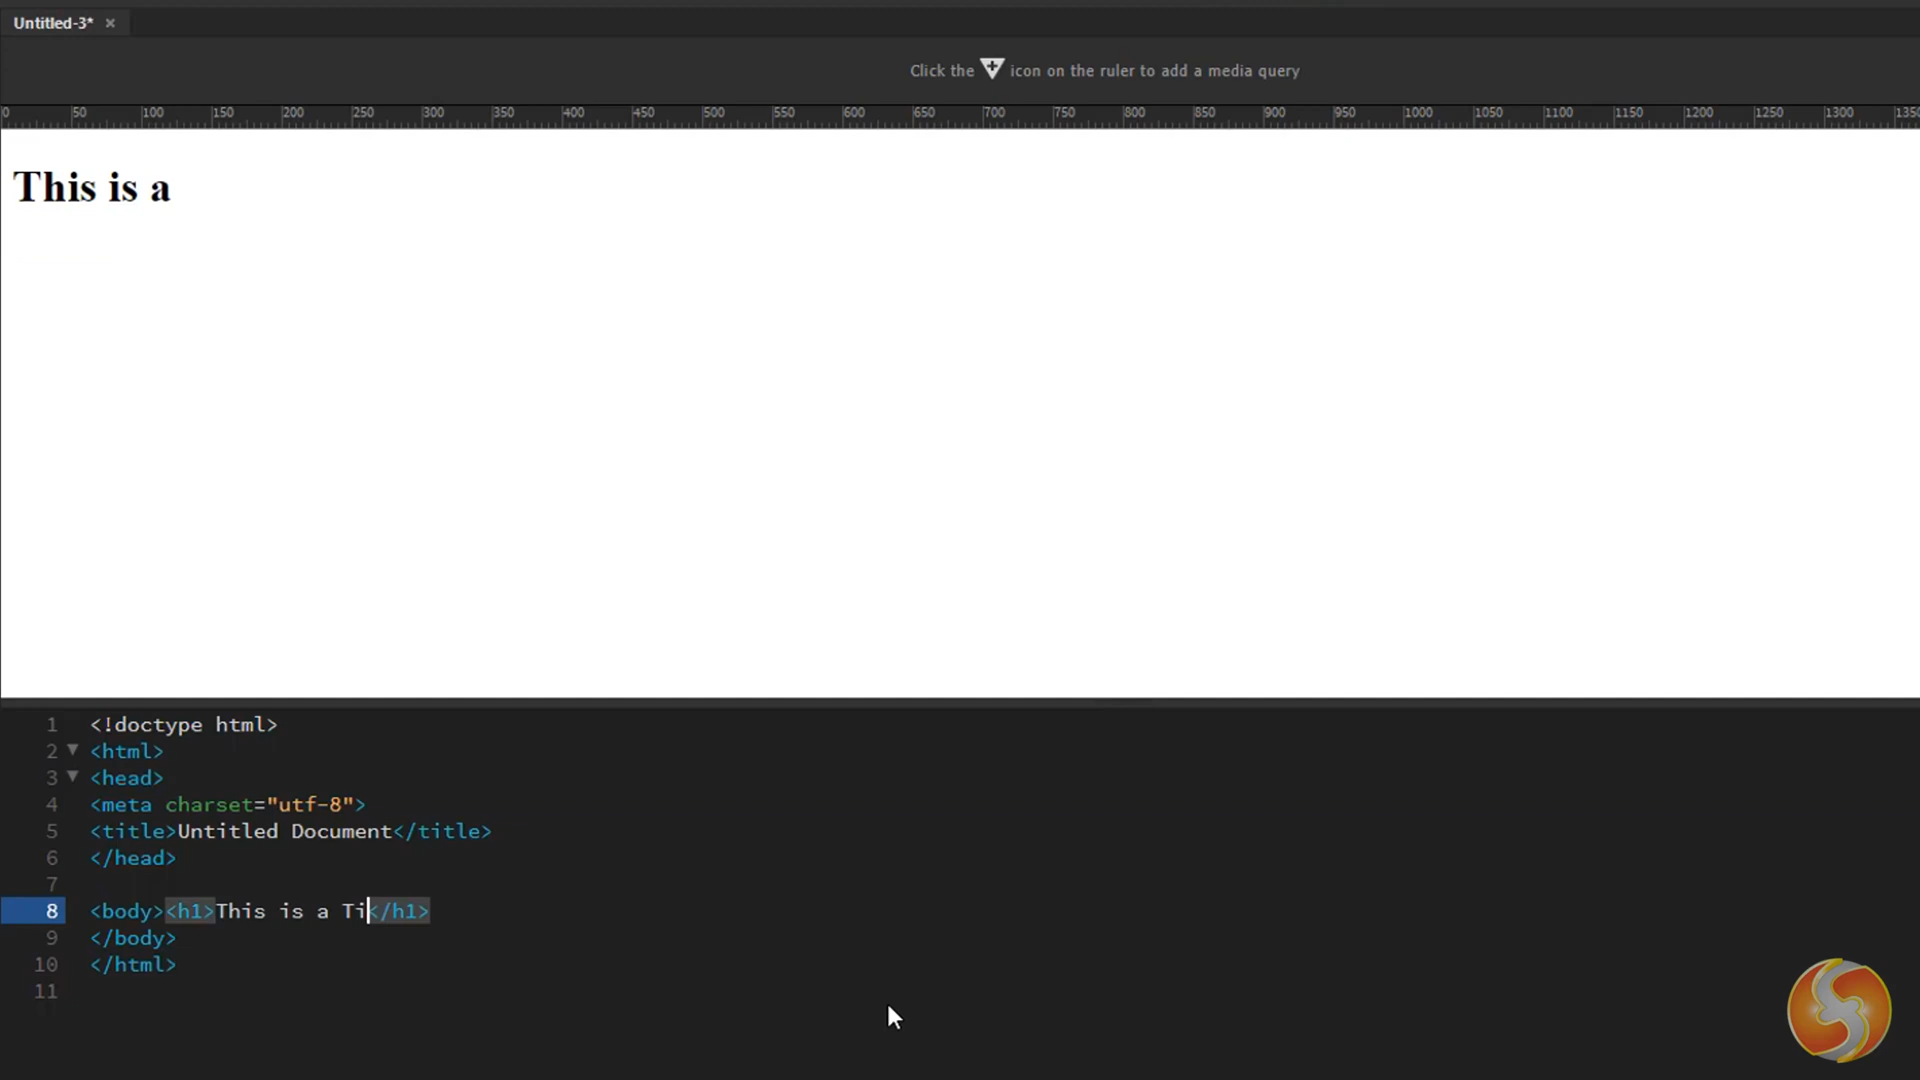 Untitled-3* ×
Click the icon on the ruler to add a media query
0 50 100 150 200 250 300 350 400 450 500 550 600 650 700 750 800 850 900 950 1000 1050 1100 1150 1200 1250 1300 1350
This is a
1 <!doctype html>
2 <html>
3 <head>
4 <meta charset="utf-8">
5 <title>Untitled Document</title>
6 </head>
7
8 <body><h1>This is a Ti</h1>
9 </body>
10 </html>
11